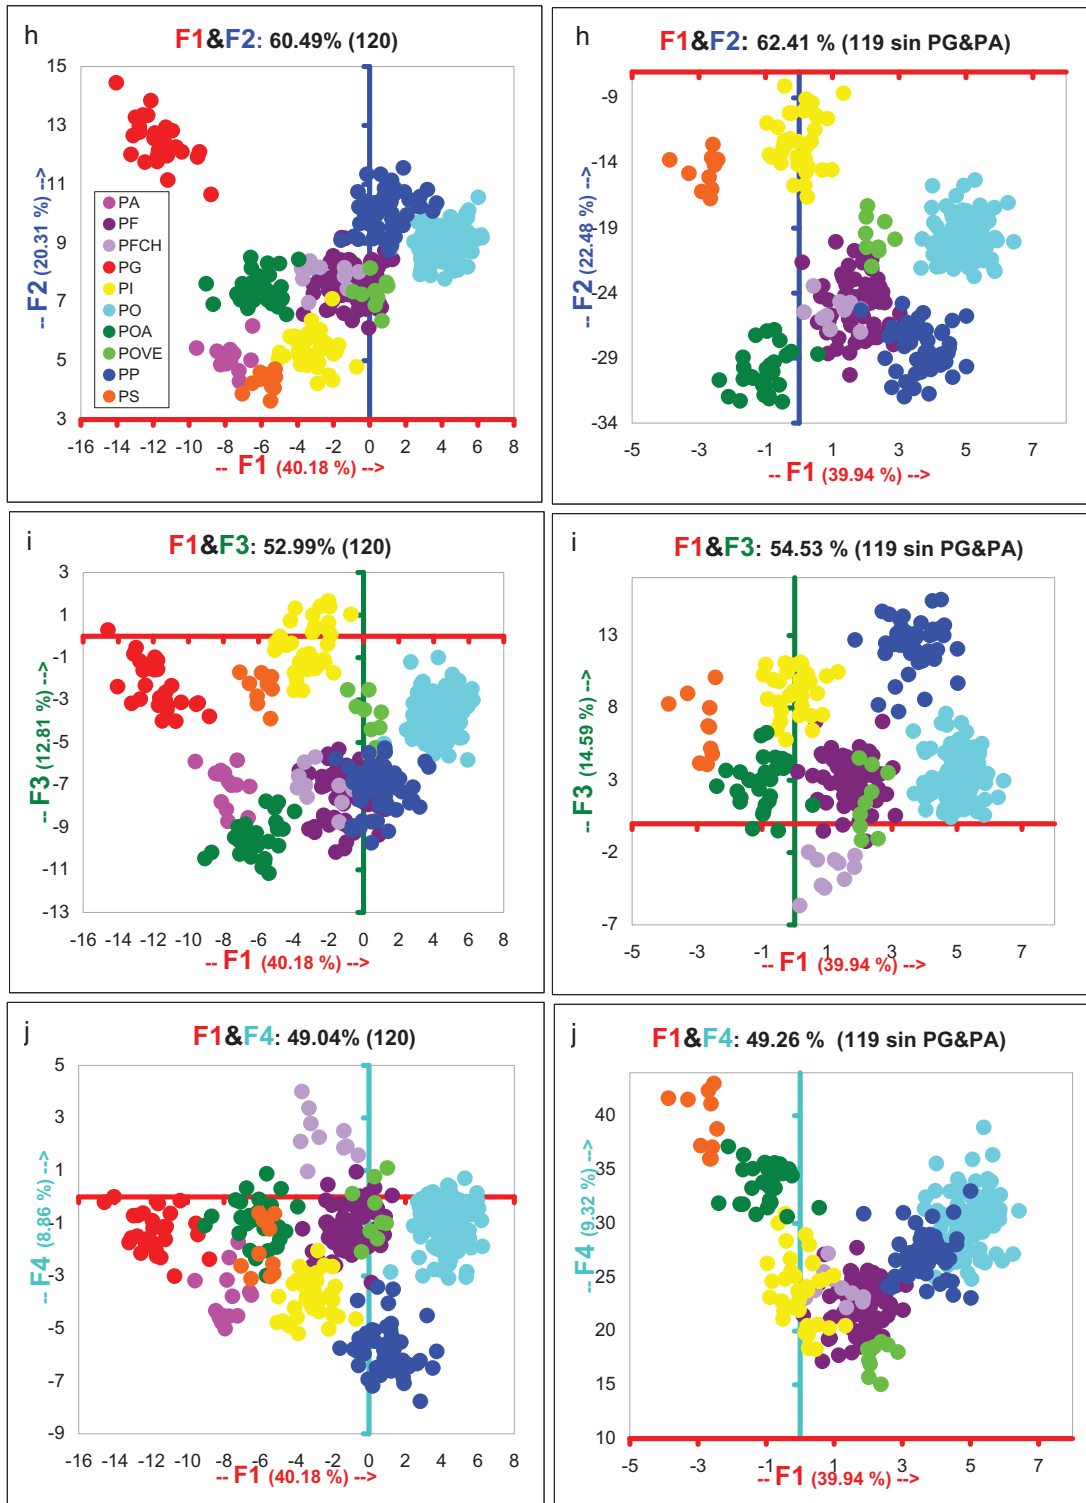 h
F1&F2: 60.49% (120)
15
13
11
9
7
5
3
-- F2 (20.31 %) -->
PA
PF
PFCH
PG
PI
PO
POA
POVE
PP
PS
-16 -14 -12 -10 -8 -6 -4 -2 0 2 4 6 8
-- F1 (40.18 %) -->
h
F1&F2: 62.41 % (119 sin PG&PA)
-5 -3 -1 1 3 5 7
-9
-14
-19
-24
-29
-34
-- F2 (22.48 %) -->
-- F1 (39.94 %) -->
i
F1&F3: 52.99% (120)
3
1
-1
-3
-5
-7
-9
-11
-13
-- F3 (12.81 %) -->
-16 -14 -12 -10 -8 -6 -4 -2 0 2 4 6 8
-- F1 (40.18 %) -->
i
F1&F3: 54.53 % (119 sin PG&PA)
13
8
3
-2
-7
-- F3 (14.59 %) -->
-5 -3 -1 1 3 5 7
-- F1 (39.94 %) -->
j
F1&F4: 49.04% (120)
5
3
1
-1
-3
-5
-7
-9
-- F4 (8.86 %) -->
-16 -14 -12 -10 -8 -6 -4 -2 0 2 4 6 8
-- F1 (40.18 %) -->
j
F1&F4: 49.26 % (119 sin PG&PA)
40
35
30
25
20
15
10
-- F4 (9.32 %) -->
-5 -3 -1 1 3 5 7
-- F1 (39.94 %) -->